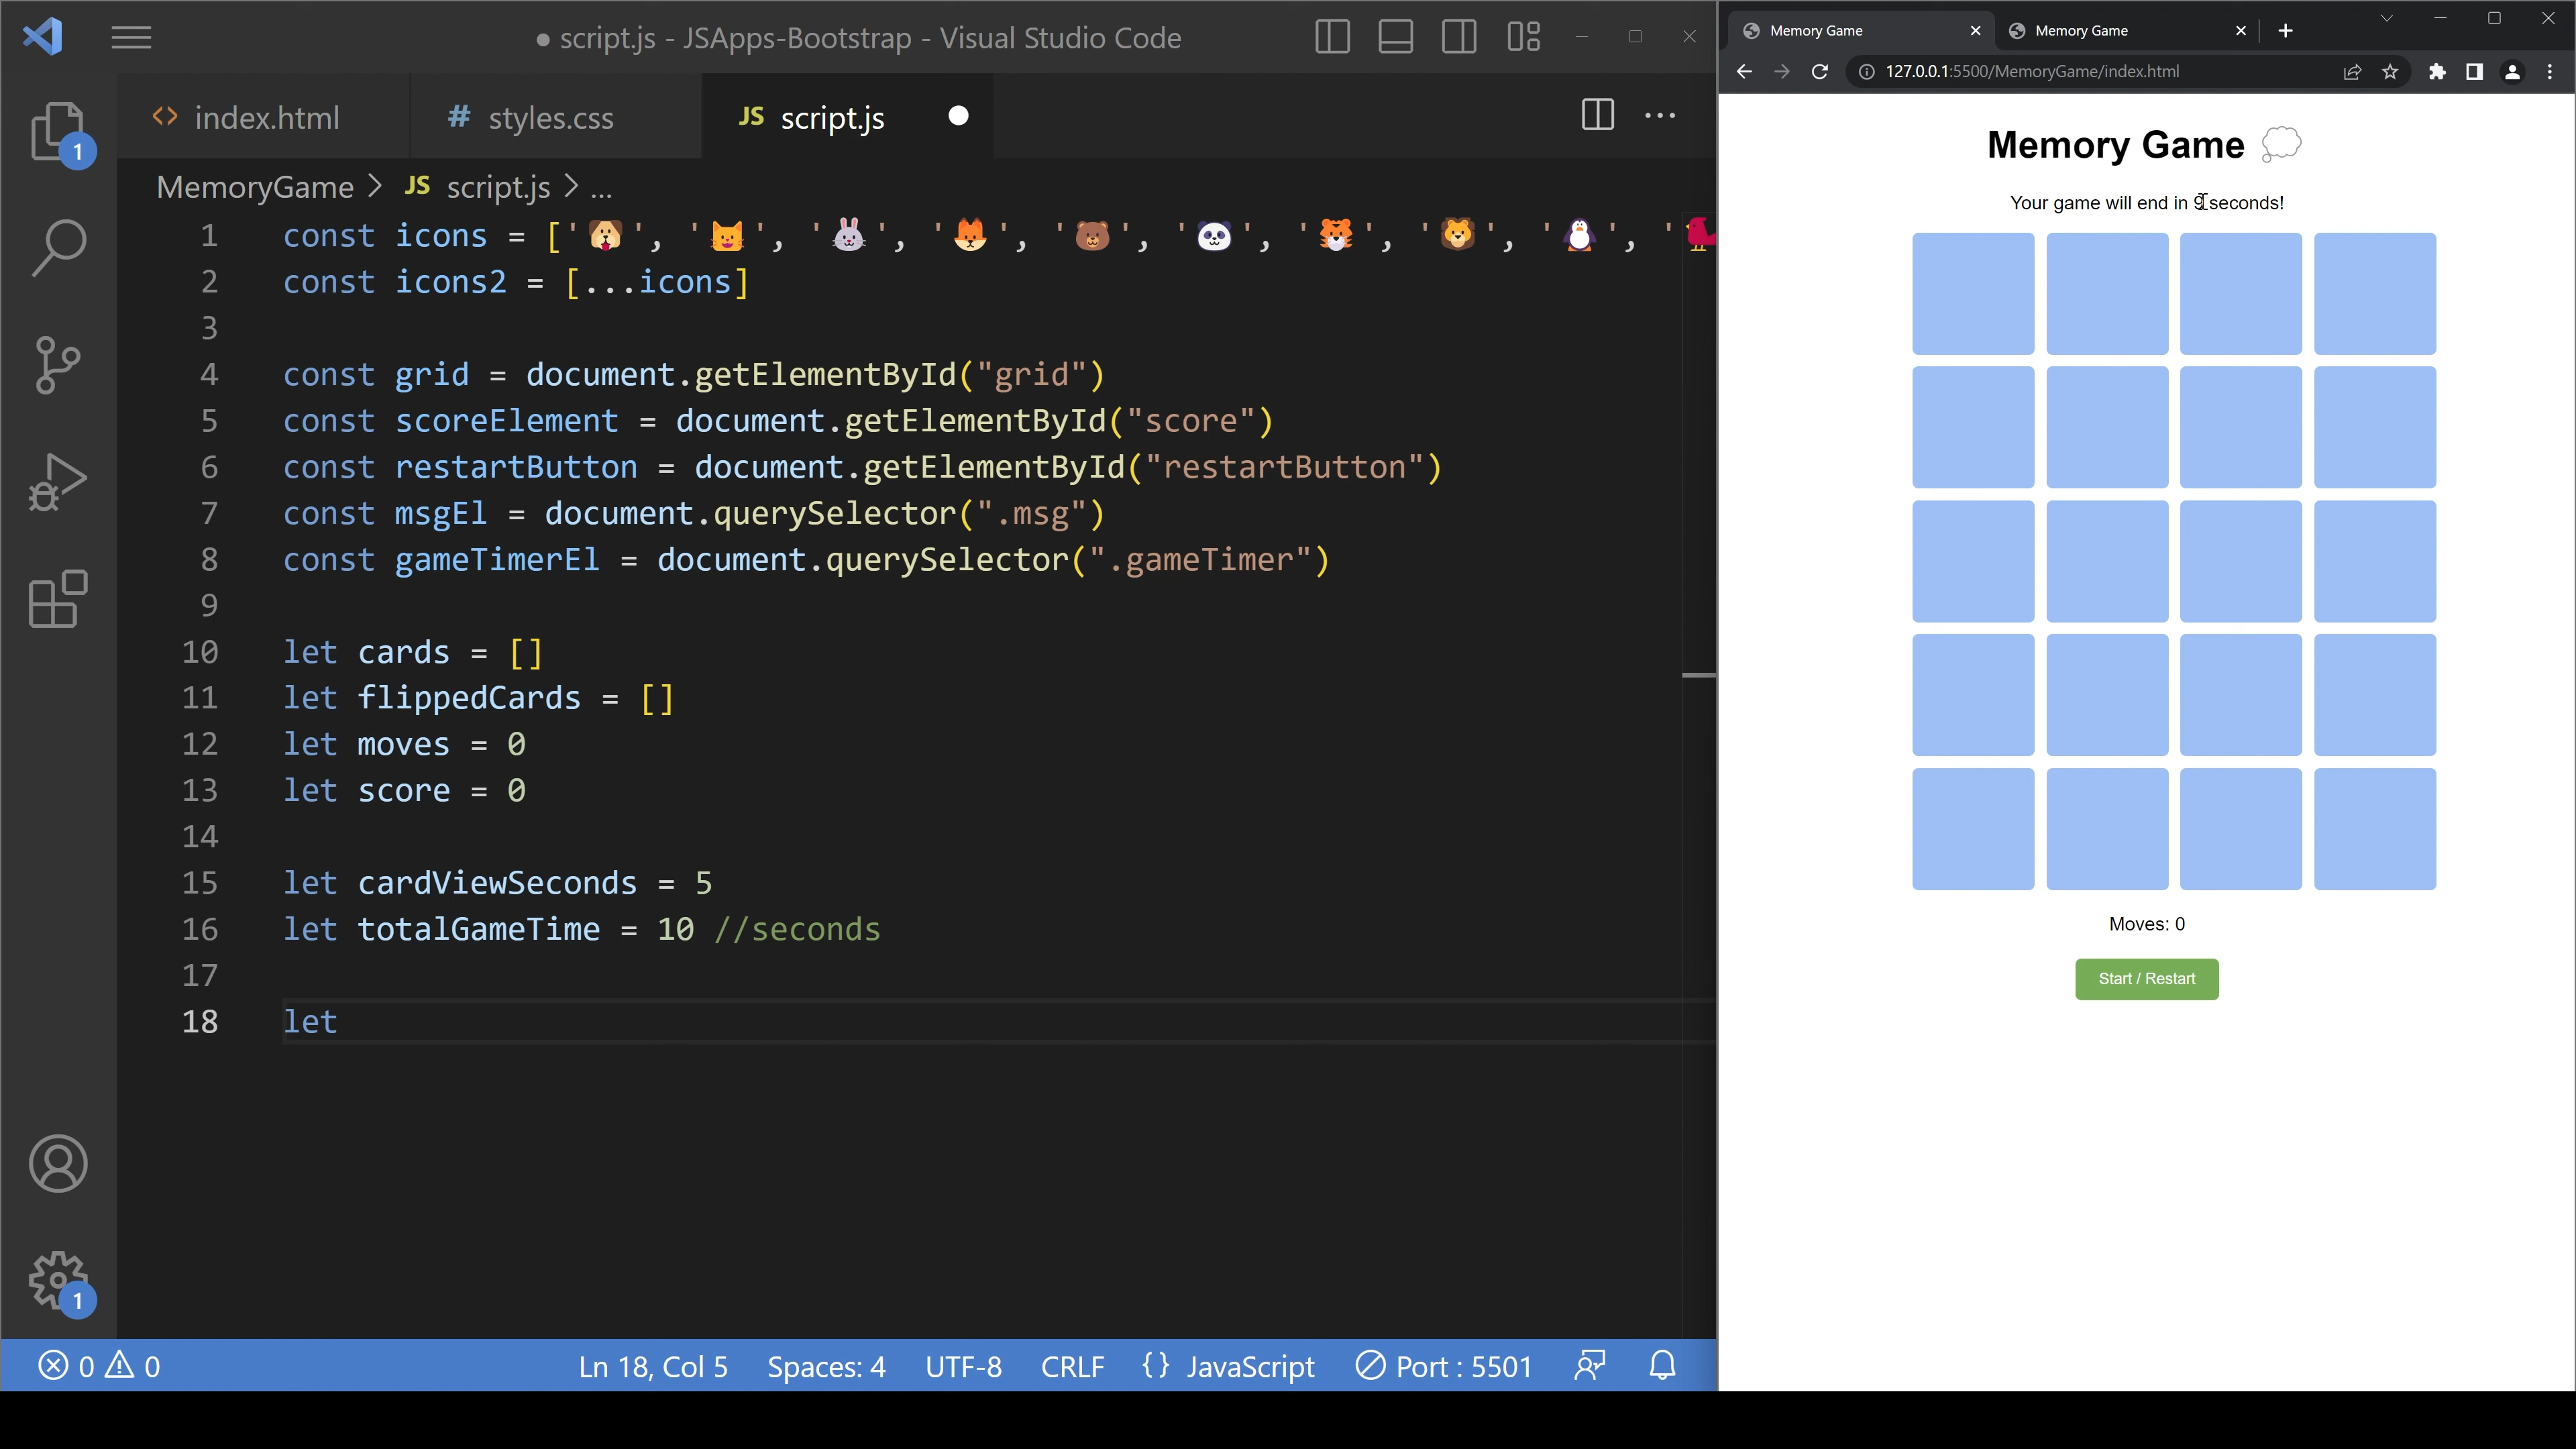 ● script.js - JSApps-Bootstrap - Visual Studio Code
index.html
# styles.css
JS script.js
1
MemoryGame > JS script.js > ...
1 const icons = ['🐶', '🐱', '🐰', '🦊', '🐻', '🐼', '🐯', '🦁', '🐧', '
2 const icons2 = [...icons]
3
4 const grid = document.getElementById("grid")
5 const scoreElement = document.getElementById("score")
6 const restartButton = document.getElementById("restartButton")
7 const msgEl = document.querySelector(".msg")
8 const gameTimerEl = document.querySelector(".gameTimer")
9
10 let cards = []
11 let flippedCards = []
12 let moves = 0
13 let score = 0
14
15 let cardViewSeconds = 5
16 let totalGameTime = 10 //seconds
17
18 let
1
0 0
Ln 18, Col 5 Spaces: 4 UTF-8 CRLF {} JavaScript Port : 5501
Memory Game
Memory Game
127.0.0.1:5500/MemoryGame/index.html
Memory Game
Your game will end in 9 seconds!
Moves: 0
Start / Restart